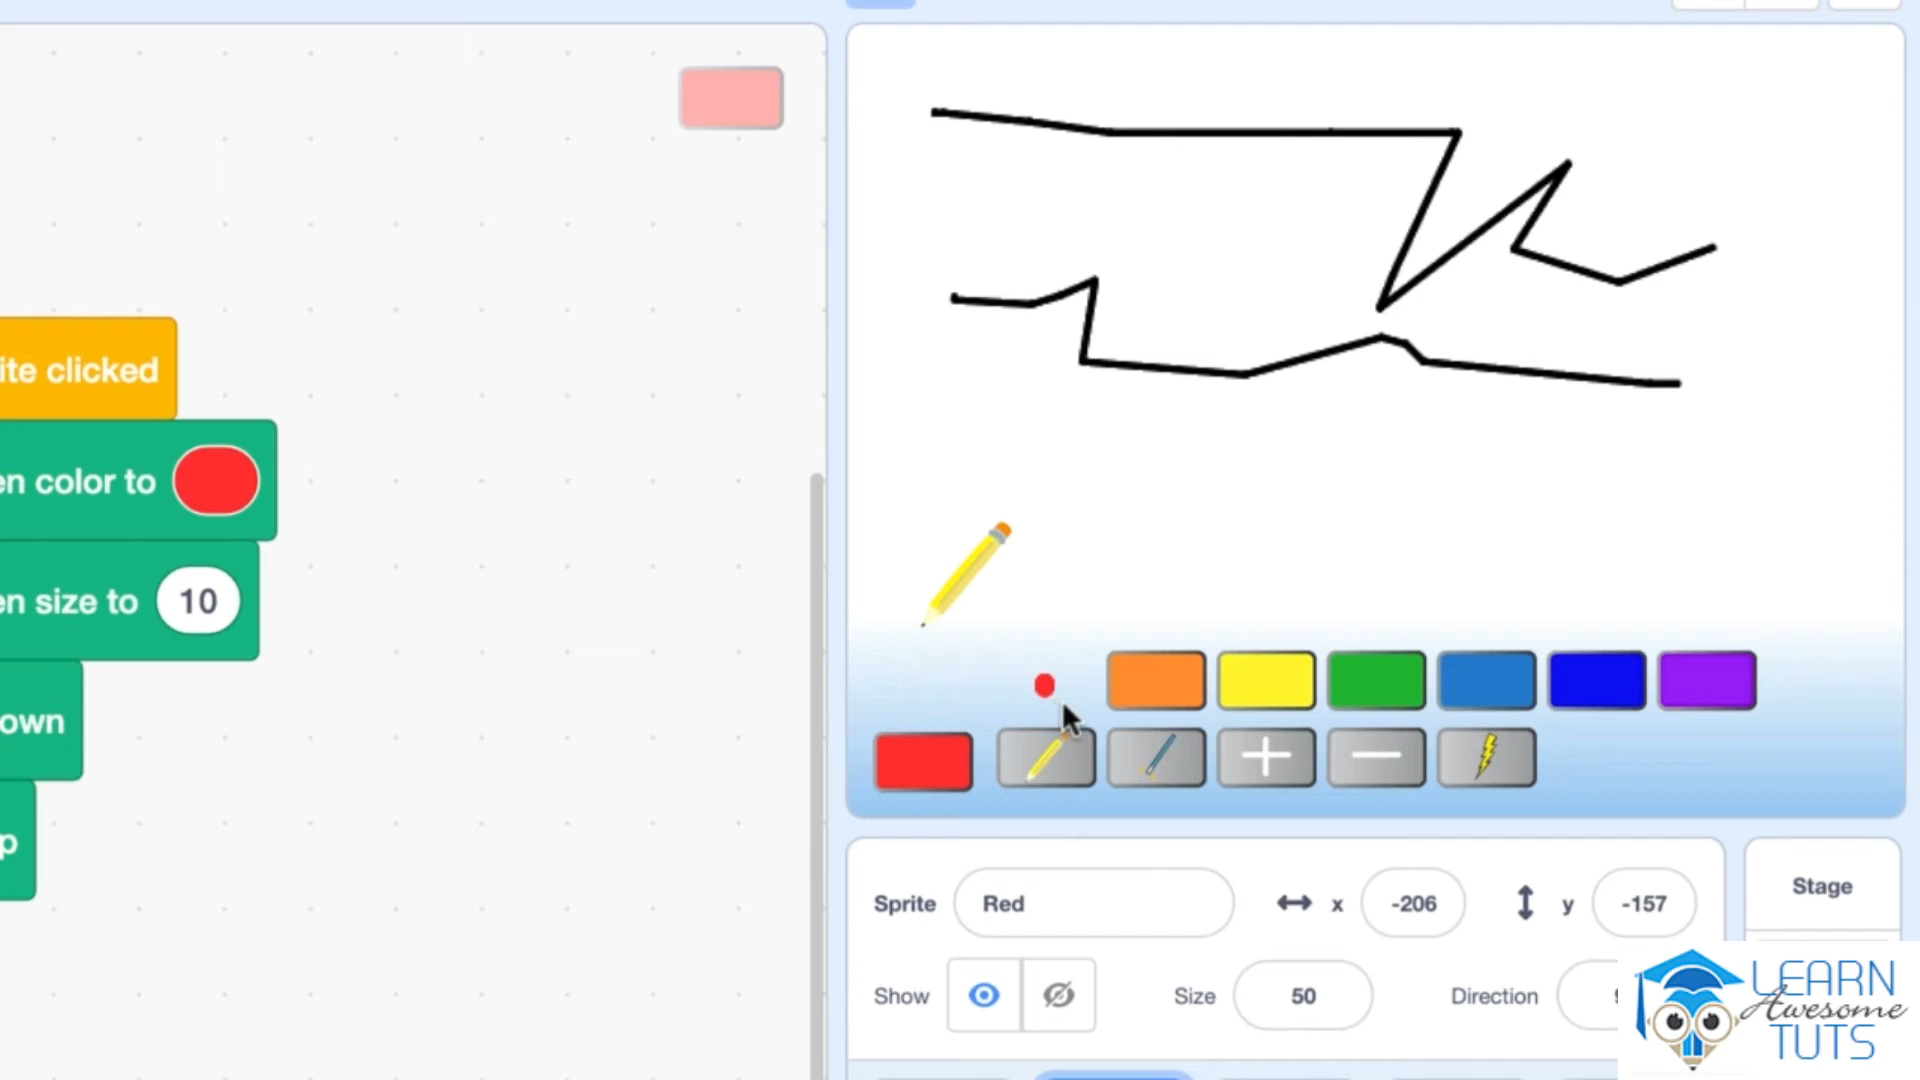 ite clicked
en color to
en size to 10
own
p
Sprite Red x -206 y -157
Show Size 50 Direction
Stage
LEARN
Awesome
TUTS